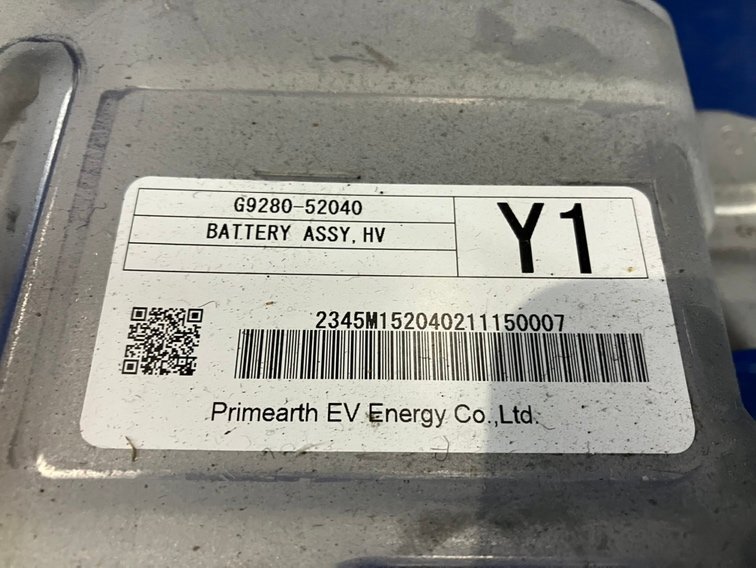 G9280-52040
BATTERY ASSY, HV
Y1
2345M152040211150007
Primearth EV Energy Co.,Ltd.